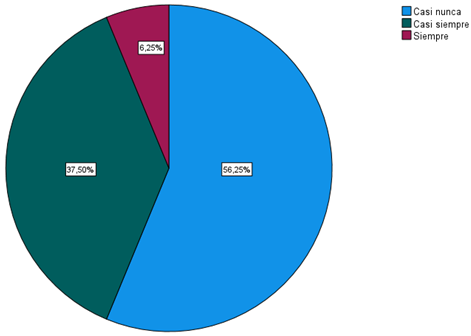 Casi nunca
Casi siempre
Siempre
6,25%
37,50%
56,25%